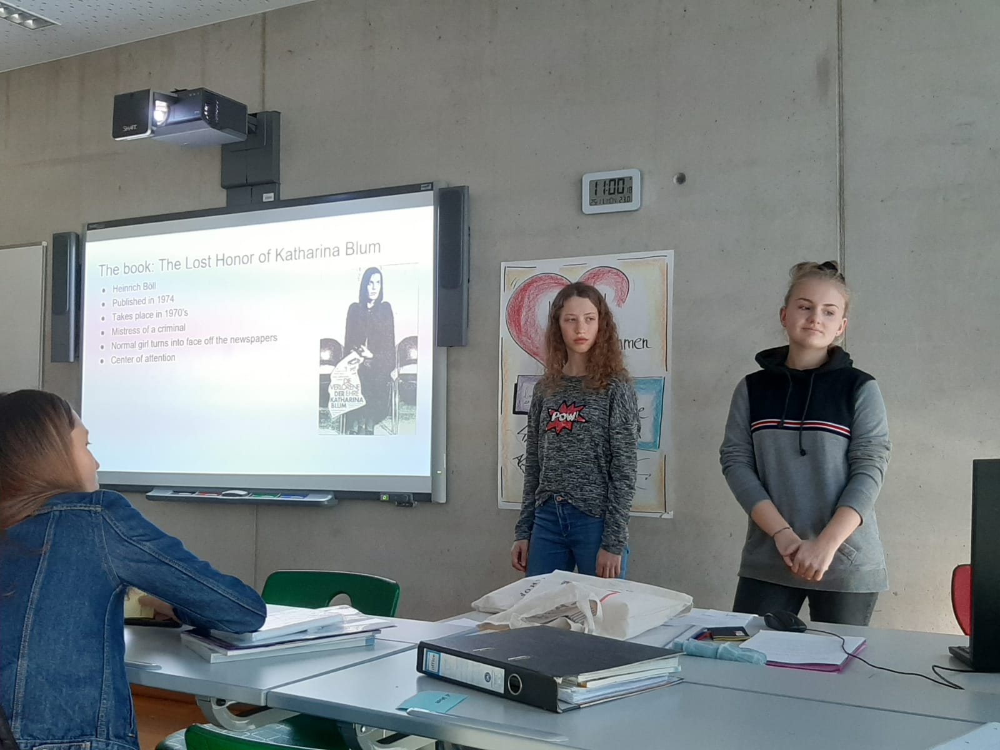 SMART
11:00
The book: The Lost Honor of Katharina Blum
Heinrich Böll
Published in 1974
Takes place in 1970's
Mistress of a criminal
Normal girl turns into face off the newspapers
Center of attention
DIE
VERLORENE
DER EHRE
KATHARINA
BLUM
POW!
office